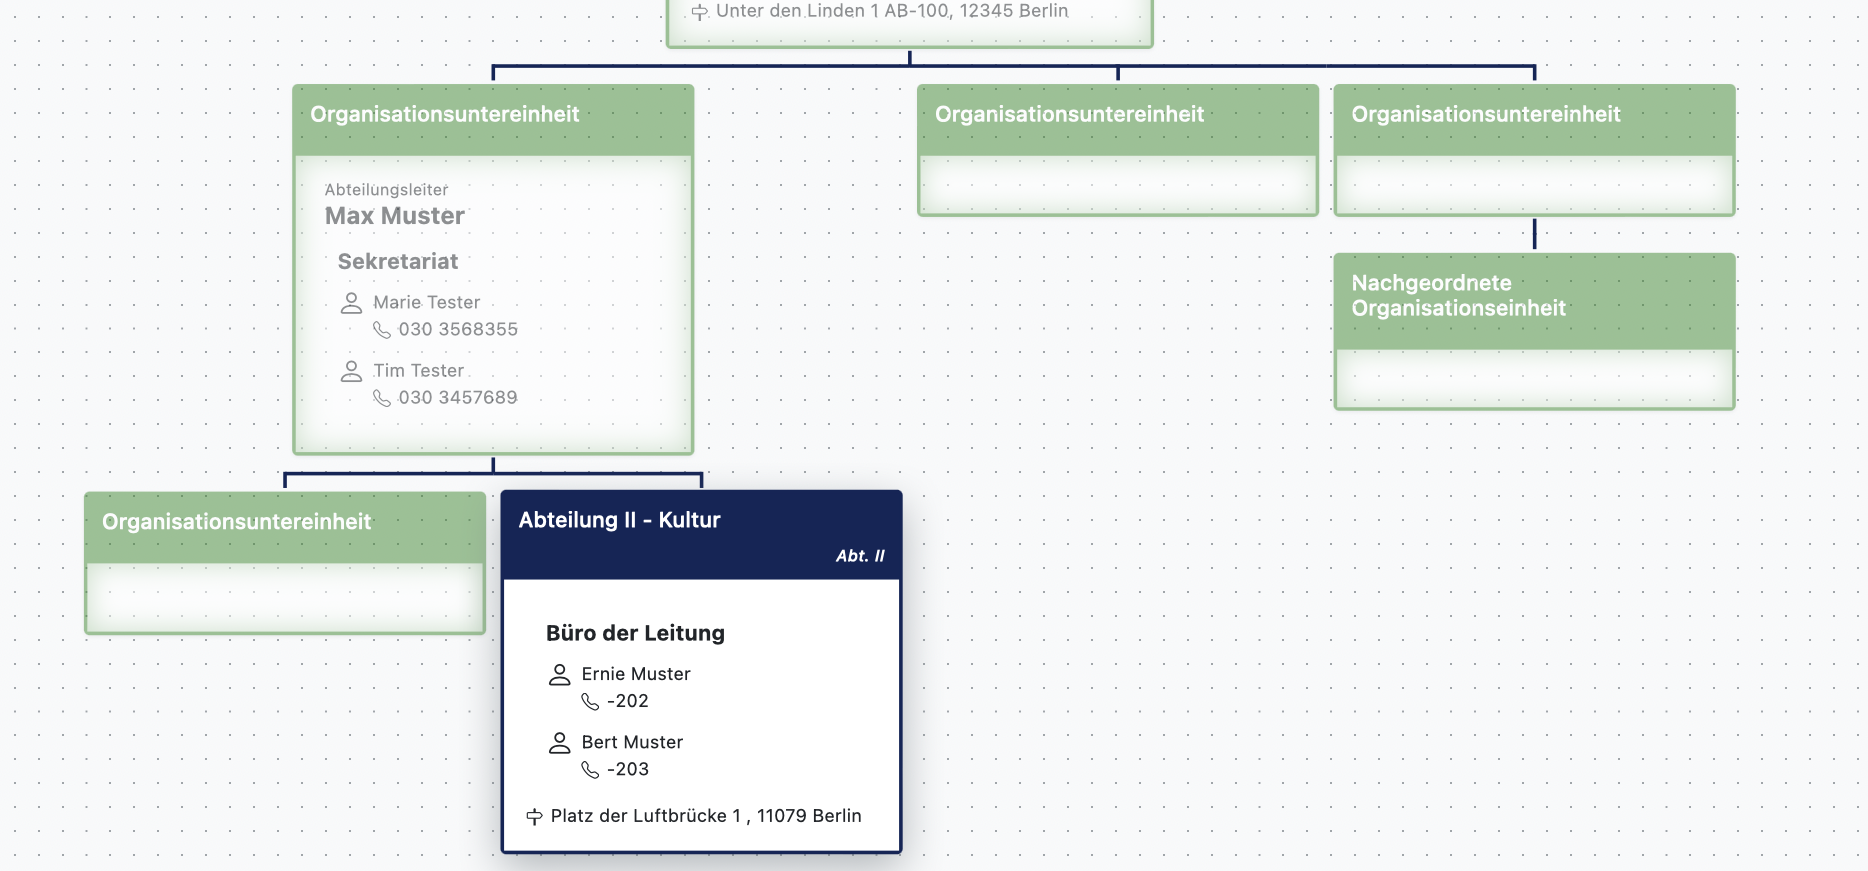 Unter den Linden 1 AB-100, 12345 Berlin
Organisationsuntereinheit
Abteilungsleiter
Max Muster
Sekretariat
Marie Tester
030 3568355
Tim Tester
030 3457689
Organisationsuntereinheit
Organisationsuntereinheit
Nachgeordnete
Organisationseinheit
Organisationsuntereinheit
Abteilung II - Kultur
Abt. II
Büro der Leitung
Ernie Muster
-202
Bert Muster
-203
Platz der Luftbrücke 1 , 11079 Berlin